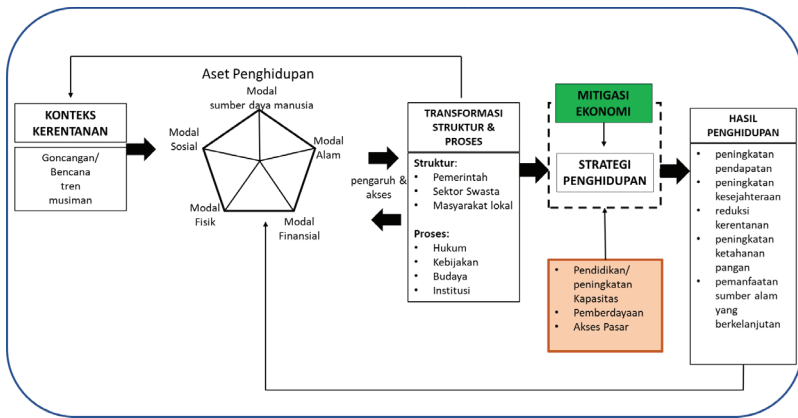 KONTEKS
KERENTANAN
Goncangan/
Bencana
tren
musiman
Aset Penghidupan
Modal
sumber daya manusia
Modal
Sosial
Modal
Alam
Modal
Fisik
Modal
Finansial
pengaruh &
akses
TRANSFORMASI
STRUKTUR &
PROSES
Struktur:
• Pemerintah
• Sektor Swasta
• Masyarakat lokal
Proses:
• Hukum
• Kebijakan
• Budaya
• Institusi
MITIGASI
EKONOMI
STRATEGI
PENGHIDUPAN
• Pendidikan/
peningkatan
Kapasitas
• Pemberdayaan
• Akses Pasar
HASIL
PENGHIDUPAN
• peningkatan
pendapatan
• peningkatan
kesejahteraan
• reduksi
kerentanan
• peningkatan
ketahanan
pangan
• pemanfaatan
sumber alam
yang
berkelanjutan